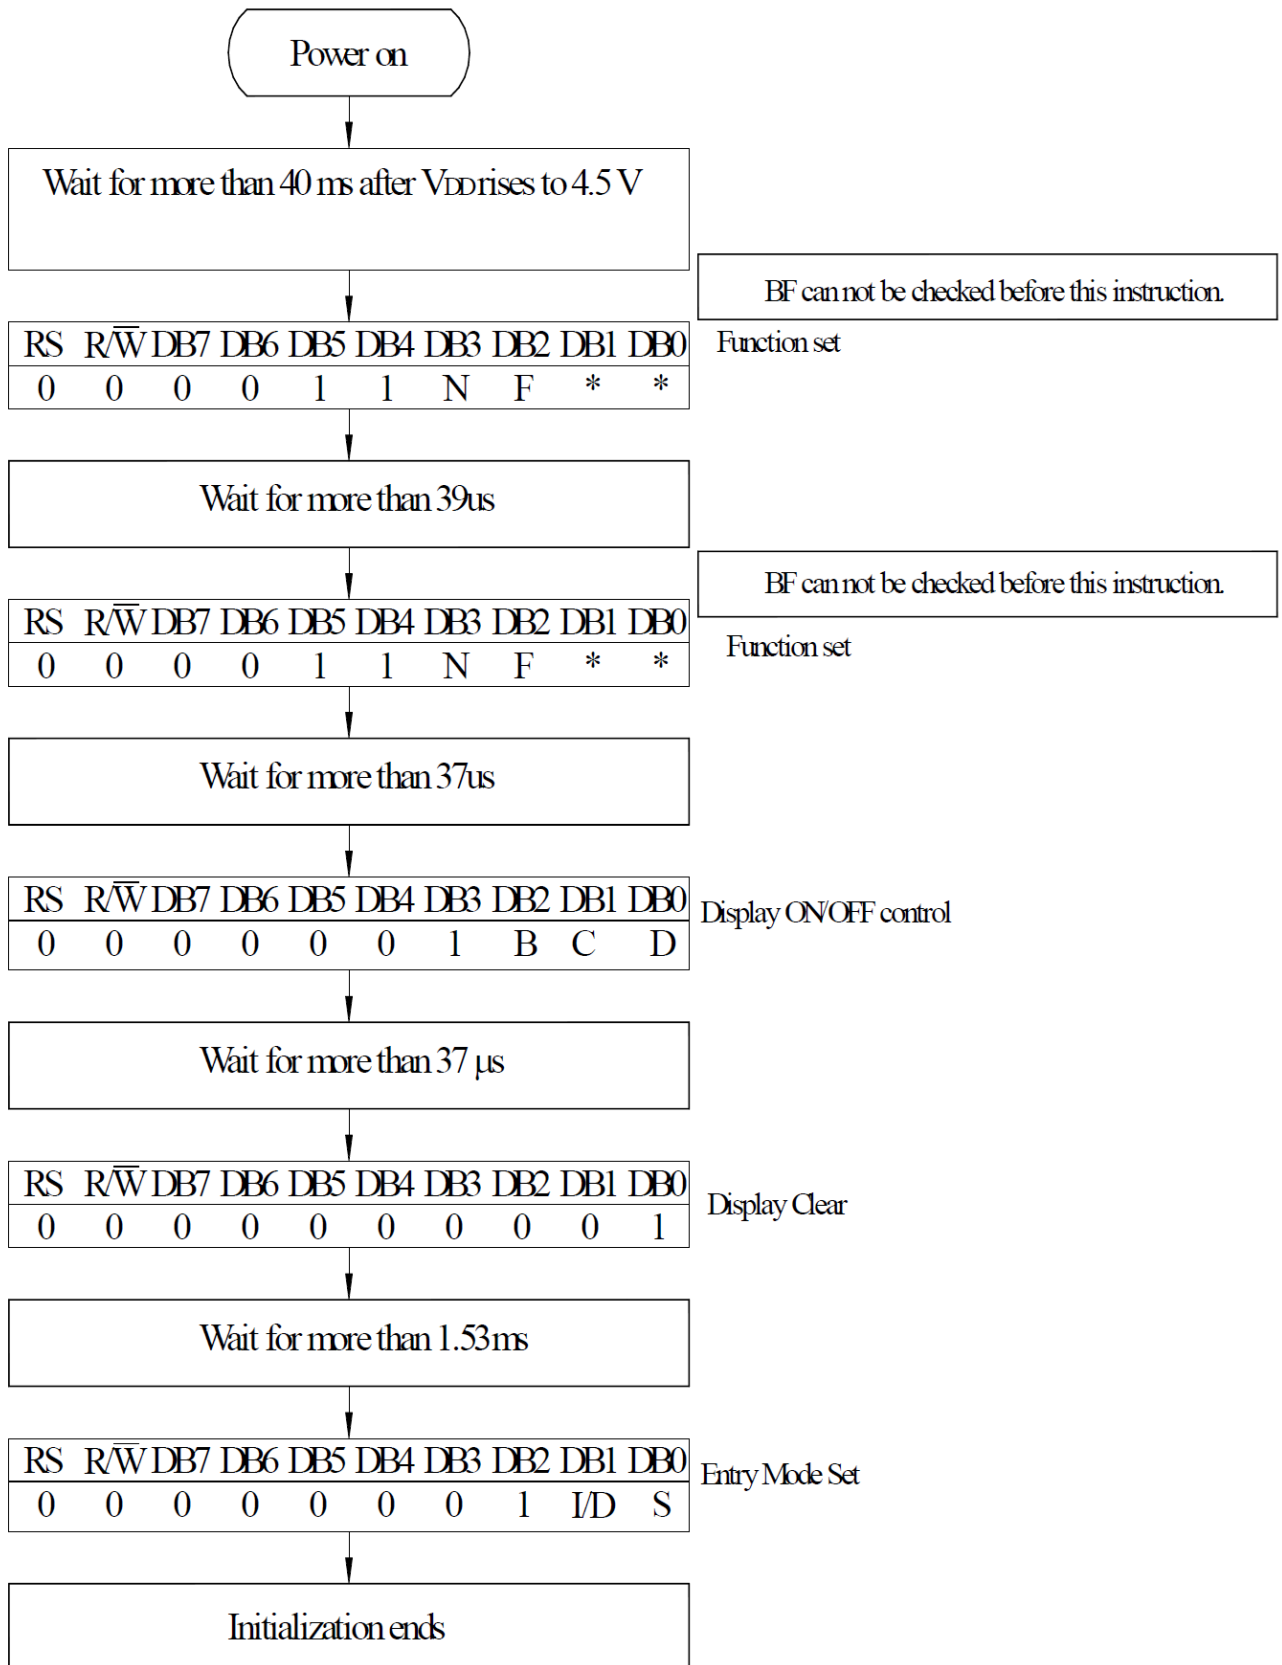 Power on
Wait for more than 40 ms after VDD rises to 4.5 V
BF can not be checked before this instruction.
RS R/W̅ DB7 DB6 DB5 DB4 DB3 DB2 DB1 DB0
Function set
0 0 0 0 1 1 N F * *
Wait for more than 39us
BF can not be checked before this instruction.
RS R/W̅ DB7 DB6 DB5 DB4 DB3 DB2 DB1 DB0
Function set
0 0 0 0 1 1 N F * *
Wait for more than 37us
RS R/W̅ DB7 DB6 DB5 DB4 DB3 DB2 DB1 DB0
Display ON/OFF control
0 0 0 0 0 0 1 B C D
Wait for more than 37 μs
RS R/W̅ DB7 DB6 DB5 DB4 DB3 DB2 DB1 DB0
Display Clear
0 0 0 0 0 0 0 0 0 1
Wait for more than 1.53ms
RS R/W̅ DB7 DB6 DB5 DB4 DB3 DB2 DB1 DB0
Entry Mode Set
0 0 0 0 0 0 0 1 I/D S
Initialization ends